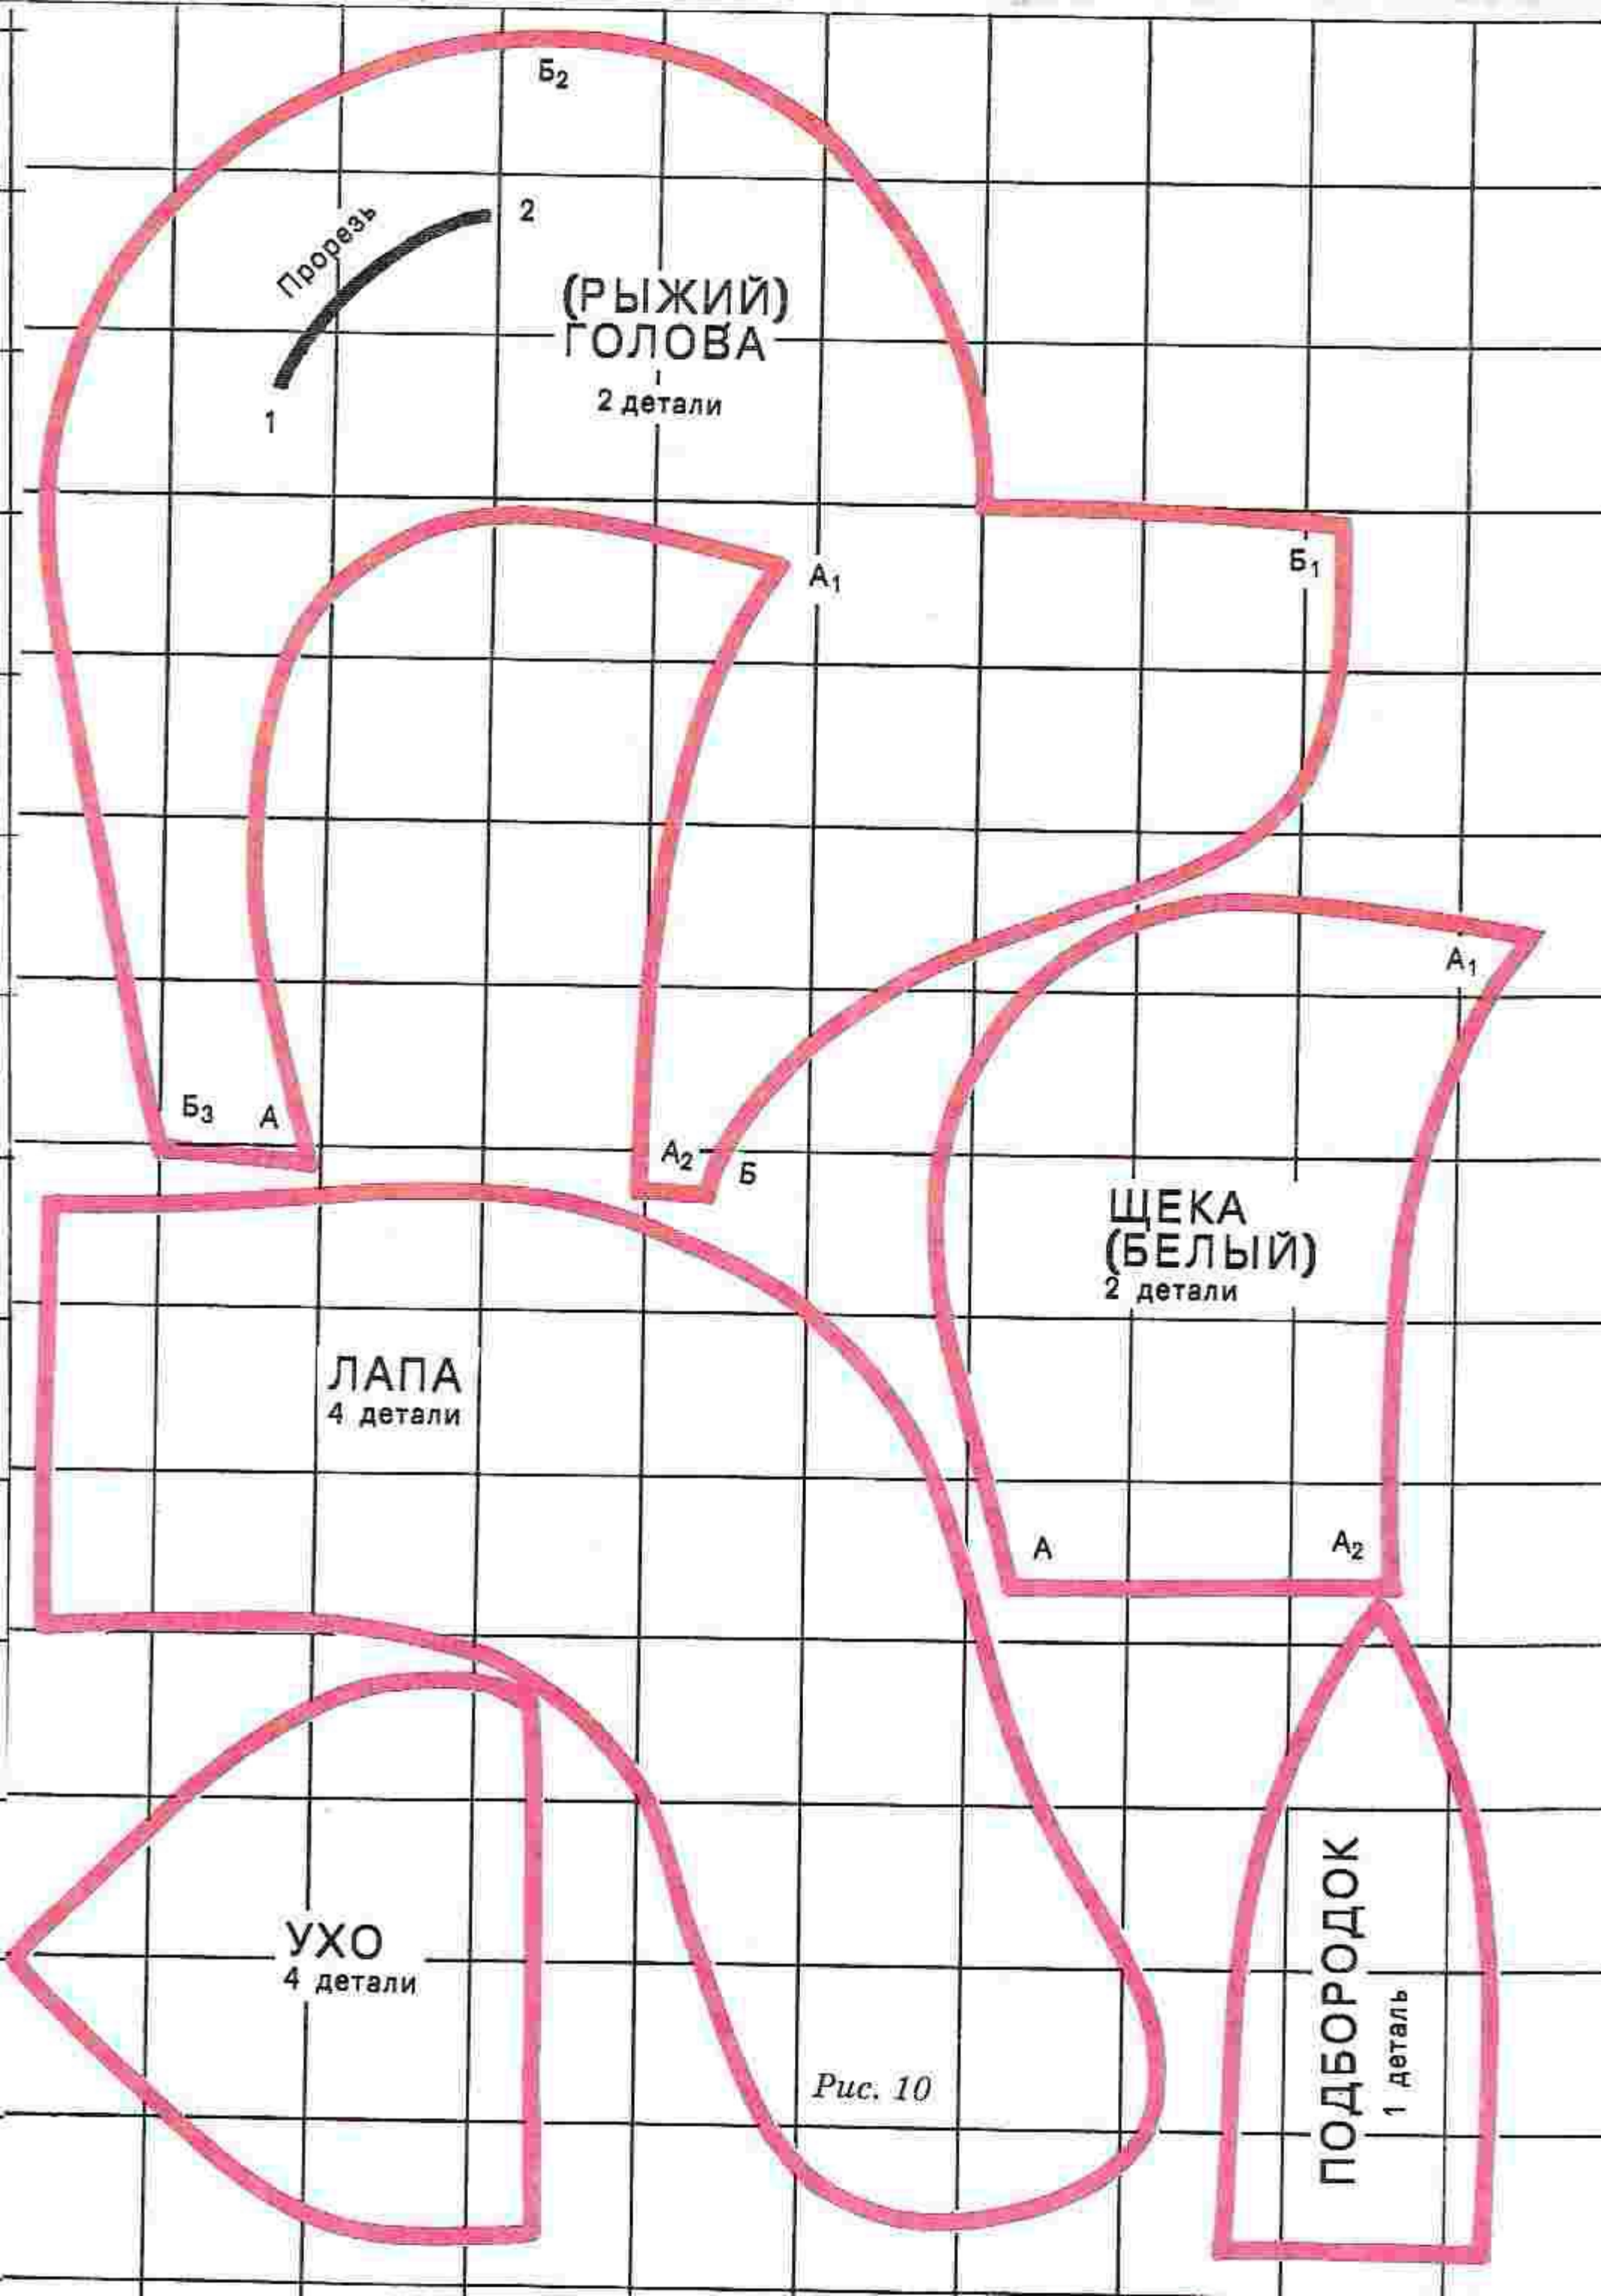 Б₂
Прорезь
2
1
(РЫЖИЙ)
ГОЛОВА
2 детали
А₁
Б₁
Б₃
А
А₂
Б
А₁
ЩЕКА
(БЕЛЫЙ)
2 детали
А
А₂
ЛАПА
4 детали
УХО
4 детали
Рис. 10
ПОДБОРОДОК
1 деталь